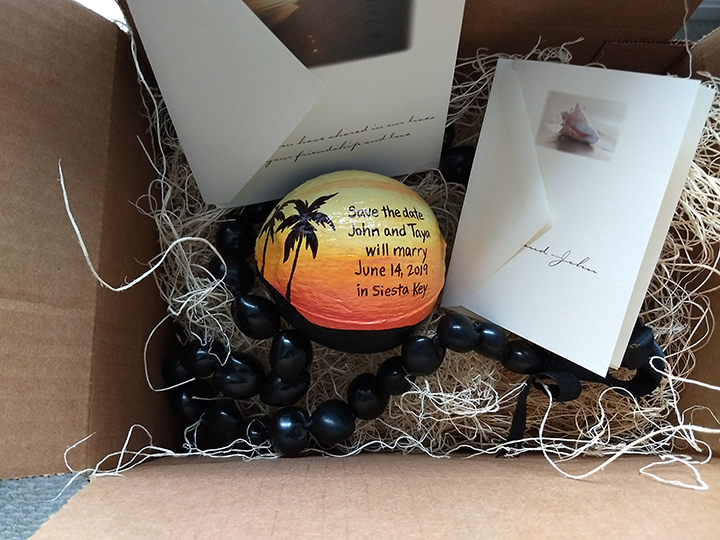 you have shared in our lives
your friendship and love
Save the date
John and Taya
will marry
June 14, 2019
in Siesta Key
and John